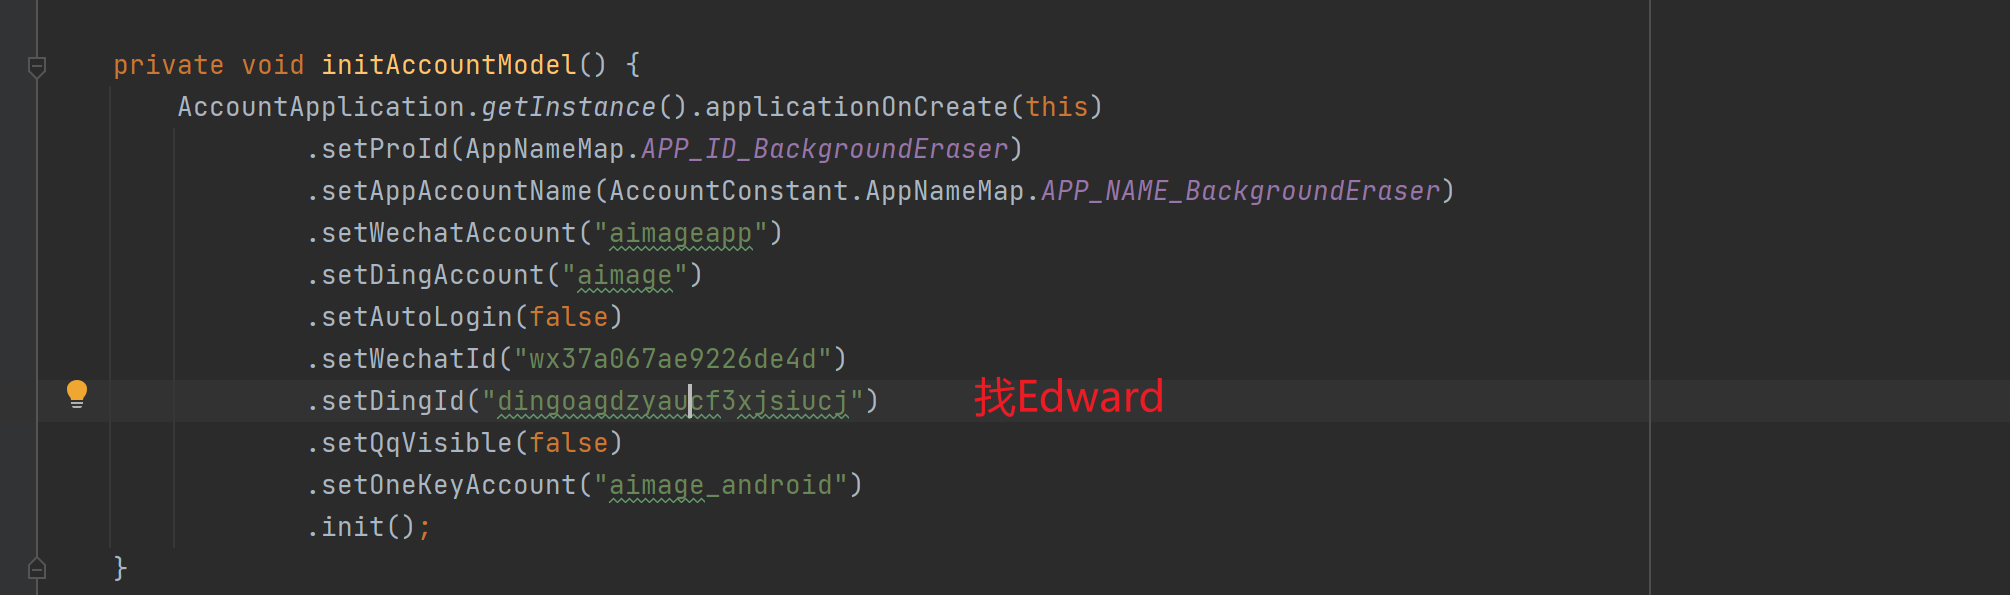 private void initAccountModel() {
AccountApplication.getInstance().applicationOnCreate(this)
.setProId(AppNameMap.APP_ID_BackgroundEraser)
.setAppAccountName(AccountConstant.AppNameMap.APP_NAME_BackgroundEraser)
.setWechatAccount("aimageapp")
.setDingAccount("aimage")
.setAutoLogin(false)
.setWechatId("wx37a067ae9226de4d")
.setDingId("dingoagdzyaucf3xjsiucj") 找Edward
.setQqVisible(false)
.setOneKeyAccount("aimage_android")
.init();
}